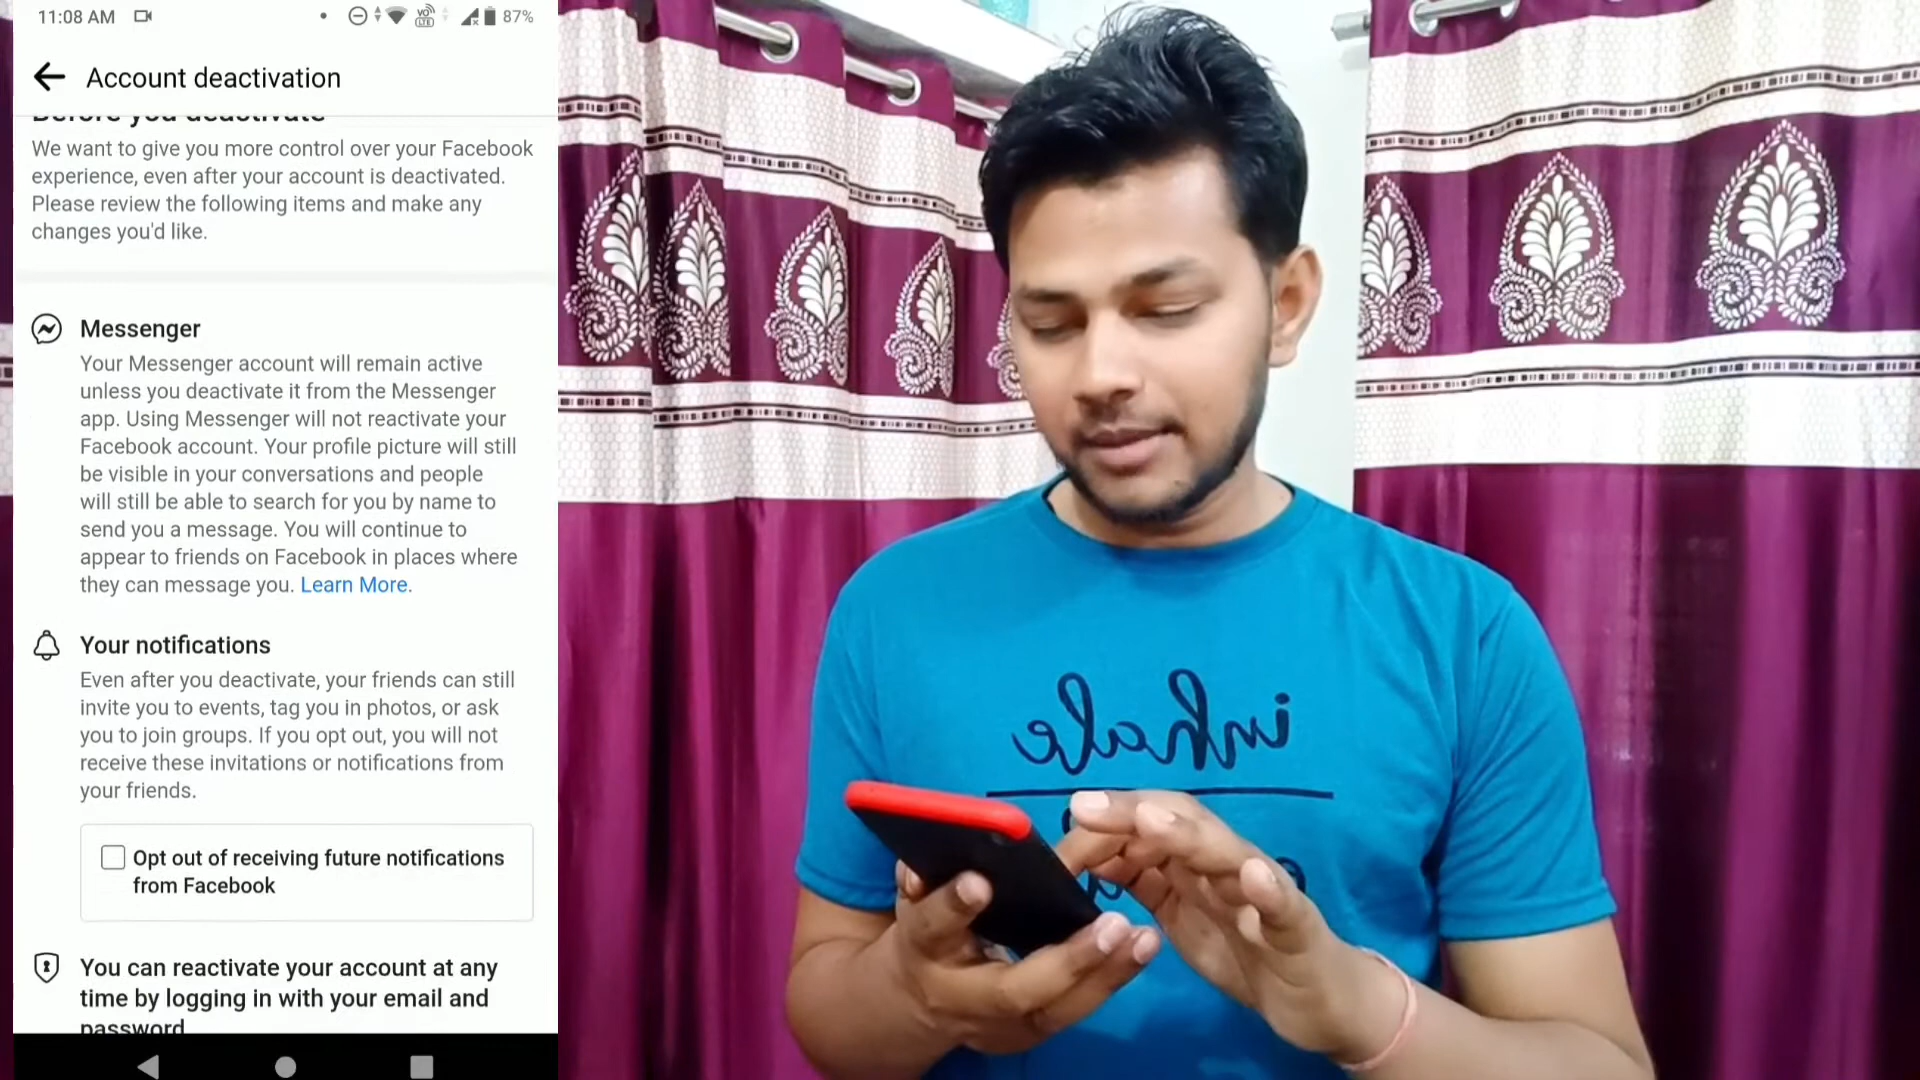 11:08 AM
VO
LTE
87%
Account deactivation
Before you deactivate
We want to give you more control over your Facebook
experience, even after your account is deactivated.
Please review the following items and make any
changes you'd like.
Messenger
Your Messenger account will remain active
unless you deactivate it from the Messenger
app. Using Messenger will not reactivate your
Facebook account. Your profile picture will still
be visible in your conversations and people
will still be able to search for you by name to
send you a message. You will continue to
appear to friends on Facebook in places where
they can message you. Learn More.
Your notifications
Even after you deactivate, your friends can still
invite you to events, tag you in photos, or ask
you to join groups. If you opt out, you will not
receive these invitations or notifications from
your friends.
Opt out of receiving future notifications
from Facebook
You can reactivate your account at any
time by logging in with your email and
password
inhale